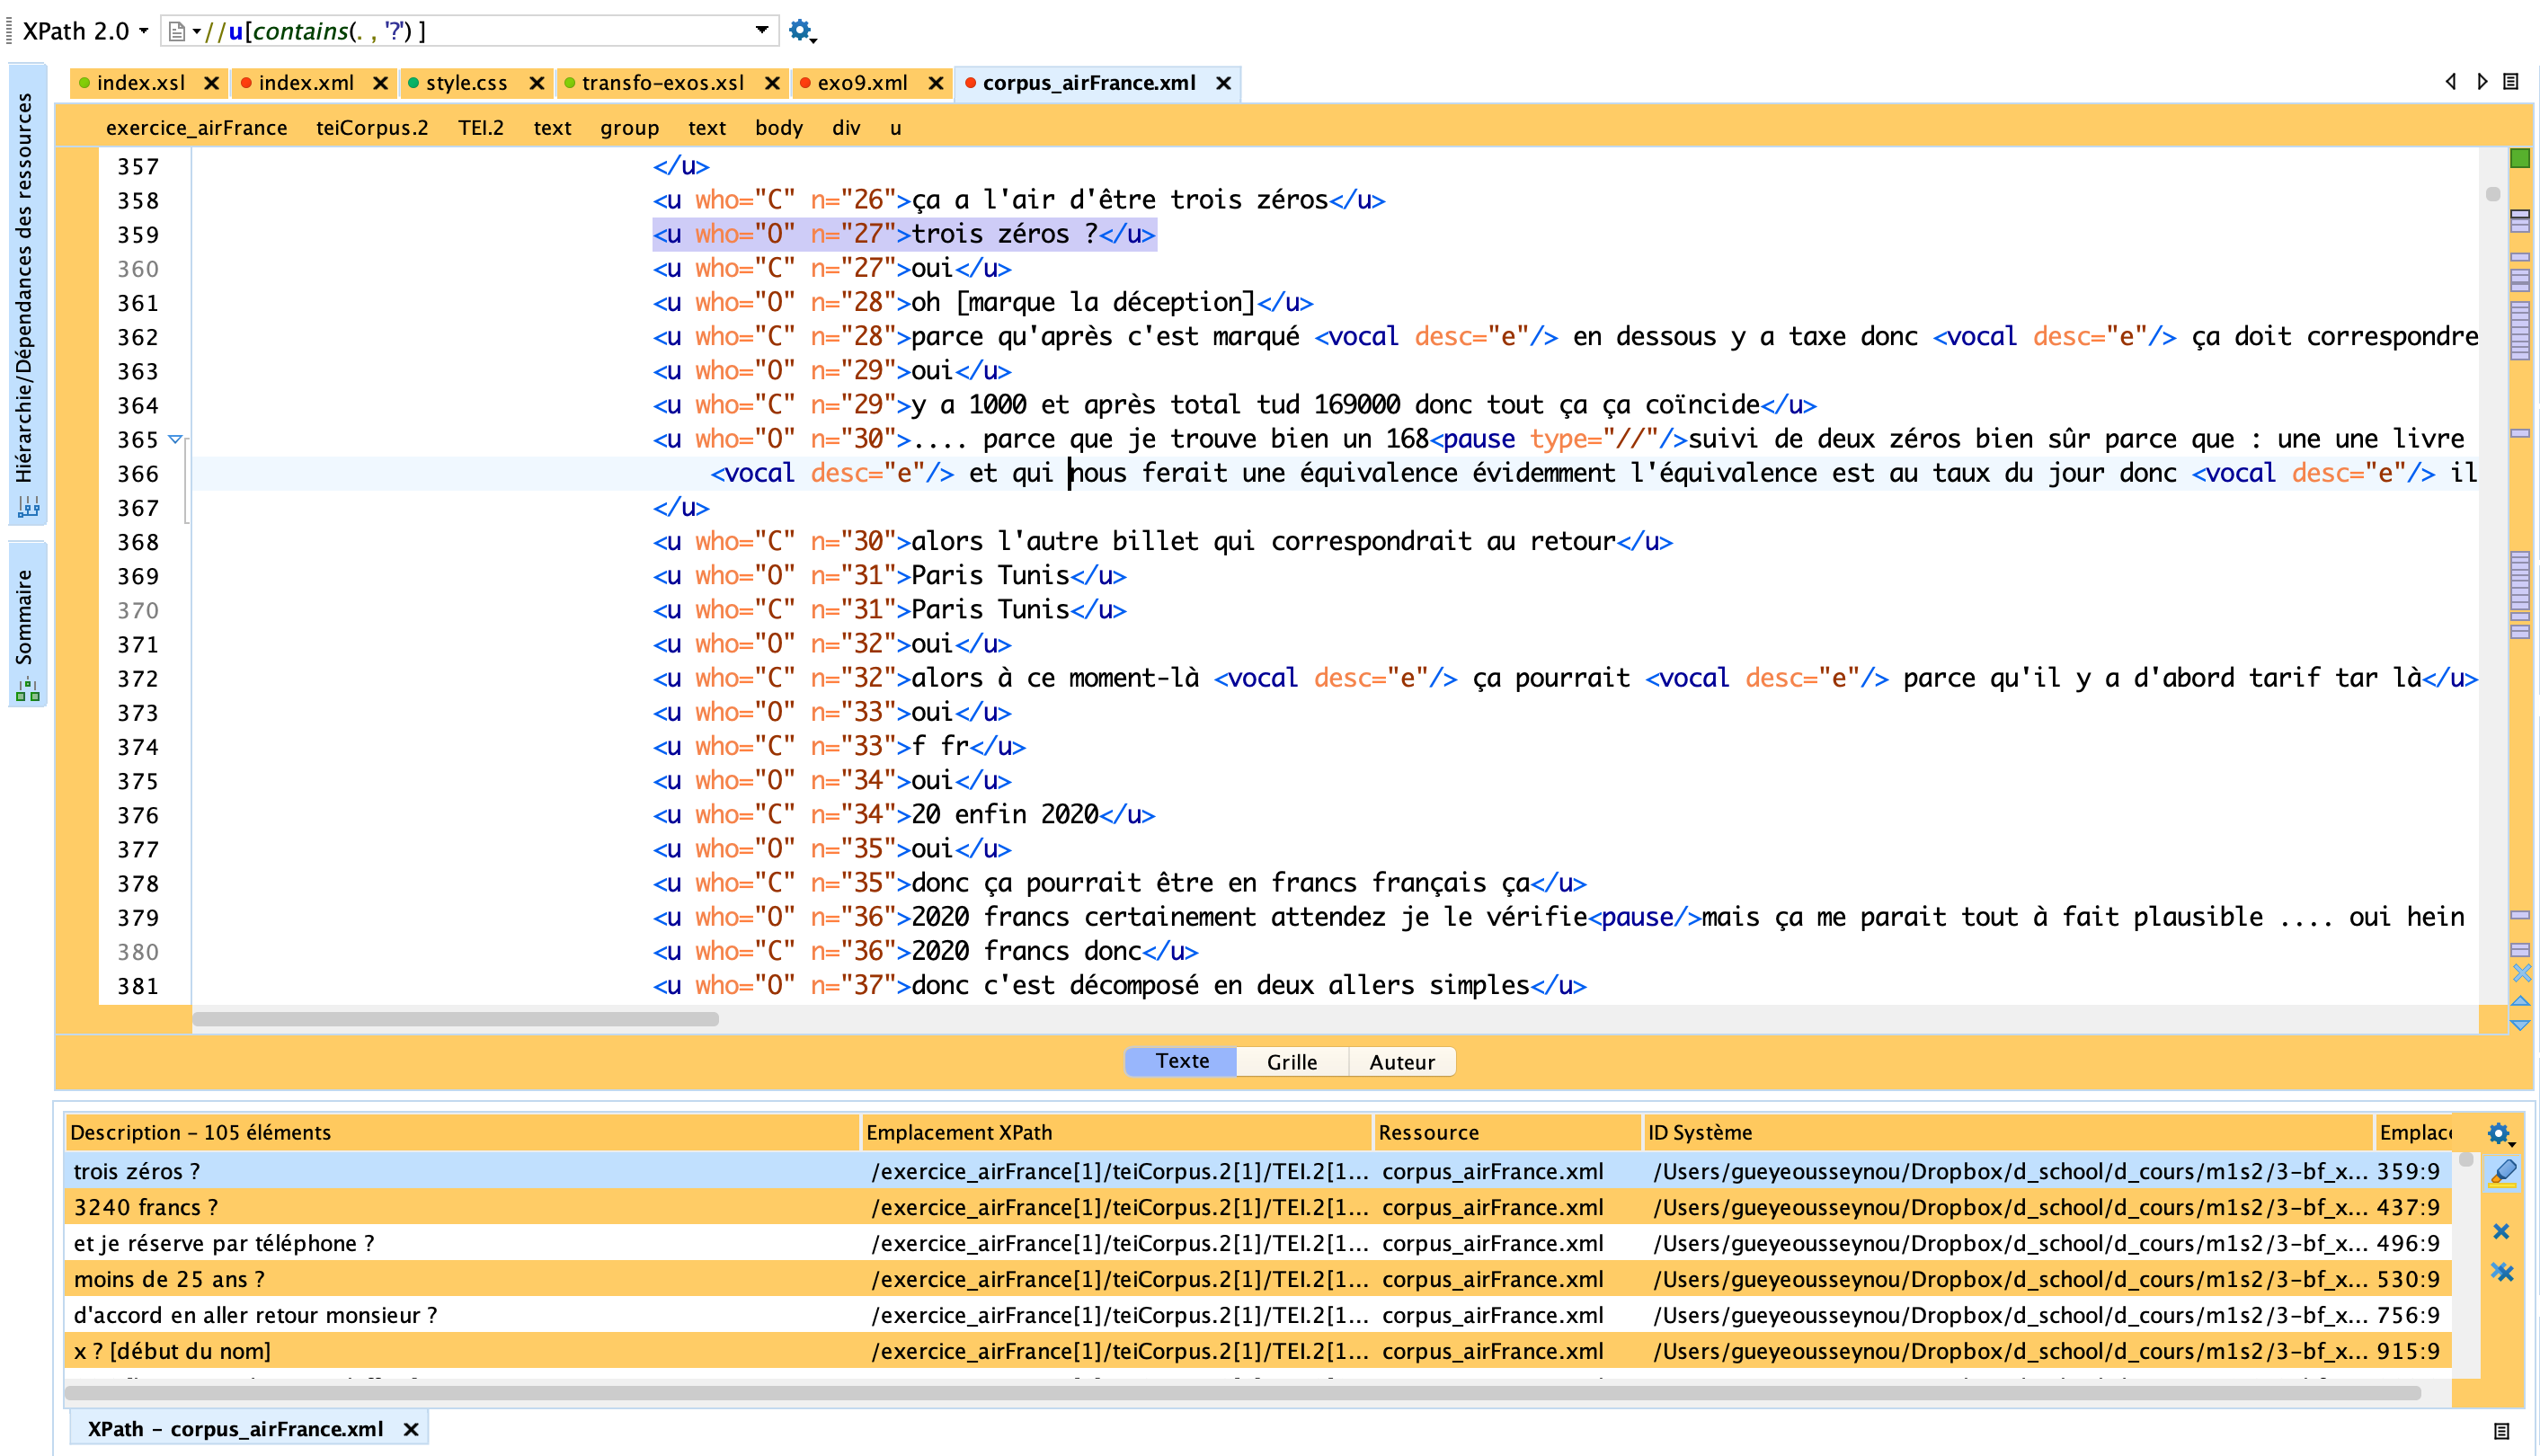 XPath 2.0 //u[contains(. , '?') ]
index.xsl index.xml style.css transfo-exos.xsl exo9.xml corpus_airFrance.xml
exercice_airFrance teiCorpus.2 TEI.2 text group text body div u
Hiérarchie/Dépendances des ressources
Sommaire
357 </u>
358 <u who="C" n="26">ça a l'air d'être trois zéros</u>
359 <u who="O" n="27">trois zéros ?</u>
360 <u who="C" n="27">oui</u>
361 <u who="O" n="28">oh [marque la déception]</u>
362 <u who="C" n="28">parce qu'après c'est marqué <vocal desc="e"/> en dessous y a taxe donc <vocal desc="e"/> ça doit correspondre
363 <u who="O" n="29">oui</u>
364 <u who="C" n="29">y a 1000 et après total tud 169000 donc tout ça ça coïncide</u>
365 <u who="O" n="30">.... parce que je trouve bien un 168<pause type="//"/>suivi de deux zéros bien sûr parce que : une une livre
366 <vocal desc="e"/> et qui nous ferait une équivalence évidemment l'équivalence est au taux du jour donc <vocal desc="e"/> il
367 </u>
368 <u who="C" n="30">alors l'autre billet qui correspondrait au retour</u>
369 <u who="O" n="31">Paris Tunis</u>
370 <u who="C" n="31">Paris Tunis</u>
371 <u who="O" n="32">oui</u>
372 <u who="C" n="32">alors à ce moment-là <vocal desc="e"/> ça pourrait <vocal desc="e"/> parce qu'il y a d'abord tarif tar là</u>
373 <u who="O" n="33">oui</u>
374 <u who="C" n="33">f fr</u>
375 <u who="O" n="34">oui</u>
376 <u who="C" n="34">20 enfin 2020</u>
377 <u who="O" n="35">oui</u>
378 <u who="C" n="35">donc ça pourrait être en francs français ça</u>
379 <u who="O" n="36">2020 francs certainement attendez je le vérifie<pause/>mais ça me parait tout à fait plausible .... oui hein
380 <u who="C" n="36">2020 francs donc</u>
381 <u who="O" n="37">donc c'est décomposé en deux allers simples</u>
Texte Grille Auteur
Description – 105 éléments Emplacement XPath Ressource ID Système Emplac
trois zéros ? /exercice_airFrance[1]/teiCorpus.2[1]/TEI.2[1... corpus_airFrance.xml /Users/gueyeousseynou/Dropbox/d_school/d_cours/m1s2/3-bf_x... 359:9
3240 francs ? /exercice_airFrance[1]/teiCorpus.2[1]/TEI.2[1... corpus_airFrance.xml /Users/gueyeousseynou/Dropbox/d_school/d_cours/m1s2/3-bf_x... 437:9
et je réserve par téléphone ? /exercice_airFrance[1]/teiCorpus.2[1]/TEI.2[1... corpus_airFrance.xml /Users/gueyeousseynou/Dropbox/d_school/d_cours/m1s2/3-bf_x... 496:9
moins de 25 ans ? /exercice_airFrance[1]/teiCorpus.2[1]/TEI.2[1... corpus_airFrance.xml /Users/gueyeousseynou/Dropbox/d_school/d_cours/m1s2/3-bf_x... 530:9
d'accord en aller retour monsieur ? /exercice_airFrance[1]/teiCorpus.2[1]/TEI.2[1... corpus_airFrance.xml /Users/gueyeousseynou/Dropbox/d_school/d_cours/m1s2/3-bf_x... 756:9
x ? [début du nom] /exercice_airFrance[1]/teiCorpus.2[1]/TEI.2[1... corpus_airFrance.xml /Users/gueyeousseynou/Dropbox/d_school/d_cours/m1s2/3-bf_x... 915:9
XPath – corpus_airFrance.xml